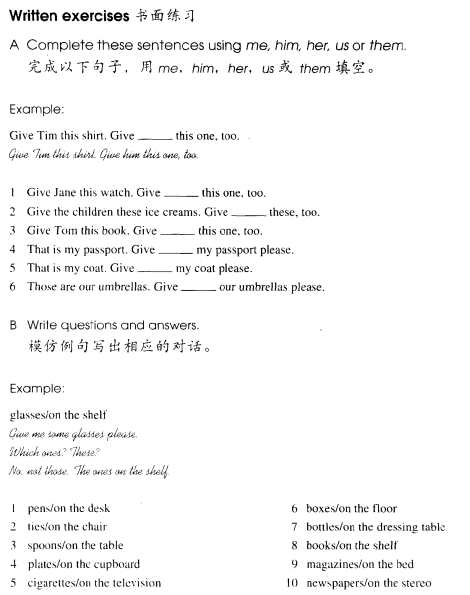 Written exercises 书面练习
A Complete these sentences using me, him, her, us or them.
完成以下句子，用 me，him，her，us 或 them 填空。
Example:
Give Tim this shirt. Give _____ this one, too.
Give Tim this shirt. Give him this one, too.
1 Give Jane this watch. Give _____ this one, too.
2 Give the children these ice creams. Give _____ these, too.
3 Give Tom this book. Give _____ this one, too.
4 That is my passport. Give _____ my passport please.
5 That is my coat. Give _____ my coat please.
6 Those are our umbrellas. Give _____ our umbrellas please.
B Write questions and answers.
模仿例句写出相应的对话。
Example:
glasses/on the shelf
Give me some glasses please.
Which ones? These?
No, not those. The ones on the shelf.
1 pens/on the desk
2 ties/on the chair
3 spoons/on the table
4 plates/on the cupboard
5 cigarettes/on the television
6 boxes/on the floor
7 bottles/on the dressing table
8 books/on the shelf
9 magazines/on the bed
10 newspapers/on the stereo